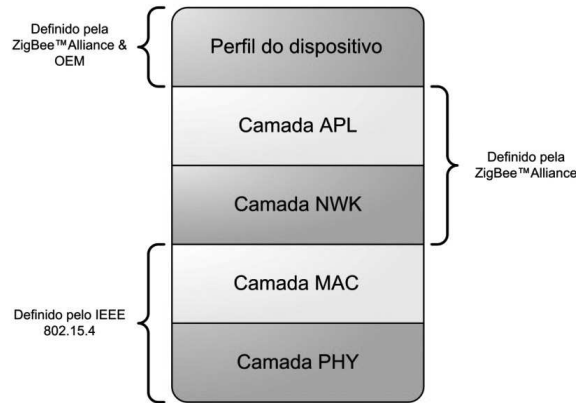 Definido pela
ZigBee™Alliance &
OEM
Perfil do dispositivo
Camada APL
Definido pela
ZigBee™Alliance
Camada NWK
Camada MAC
Definido pelo IEEE
802.15.4
Camada PHY